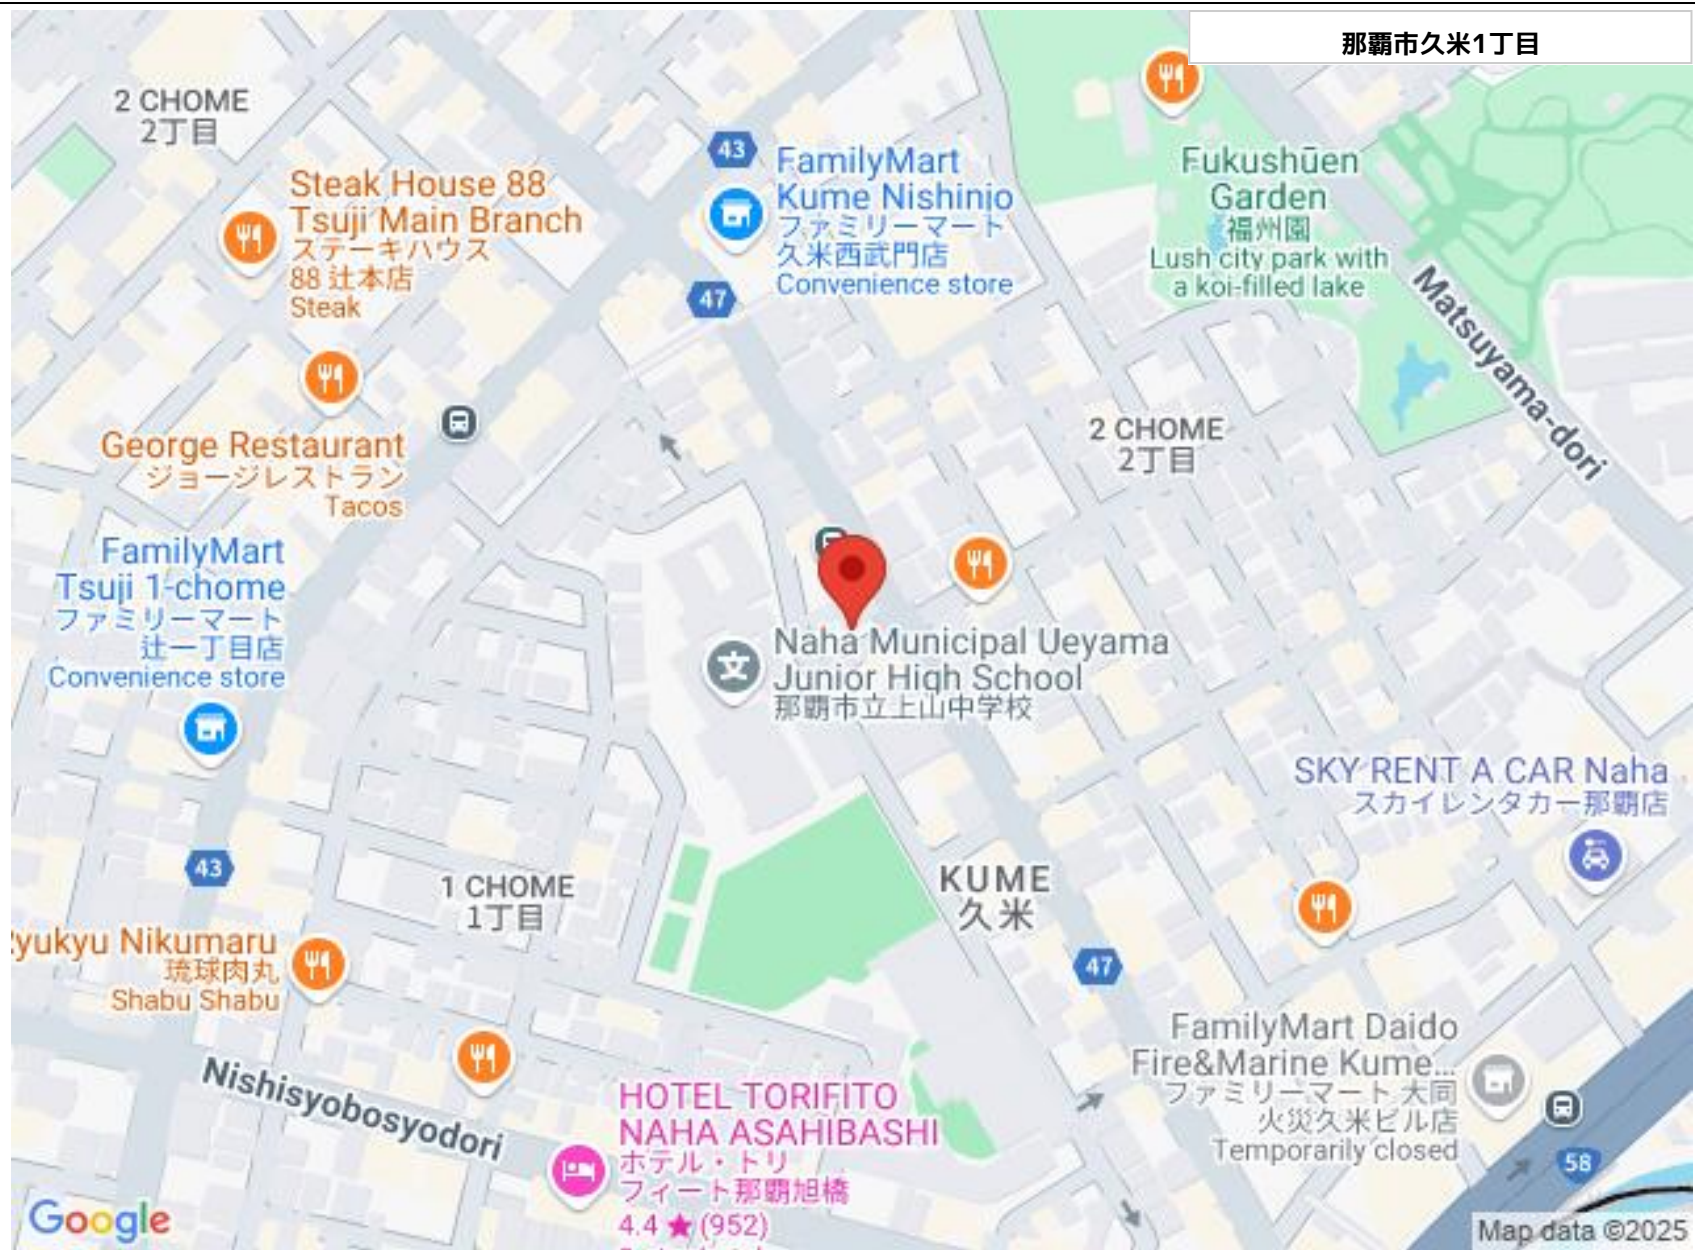 那覇市久米1丁目
2 CHOME
2丁目
43
FamilyMart
Kume Nishinjo
ファミリーマート
久米西武門店
Convenience store
Fukushūen
Garden
福州園
Lush city park with
a koi-filled lake
Steak House 88
Tsuji Main Branch
ステーキハウス
88 辻本店
Steak
47
Matsuyama-dori
George Restaurant
ジョージレストラン
Tacos
2 CHOME
2丁目
FamilyMart
Tsuji 1-chome
ファミリーマート
辻一丁目店
Convenience store
文
Naha Municipal Ueyama
Junior High School
那覇市立上山中学校
SKY RENT A CAR Naha
スカイレンタカー那覇店
43
1 CHOME
1丁目
KUME
久米
yukyu Nikumaru
琉球肉丸
Shabu Shabu
47
FamilyMart Daido
Fire&Marine Kume...
ファミリーマート 大同
火災久米ビル店
Temporarily closed
Nishisyobosyodori
HOTEL TORIFITO
NAHA ASAHIBASHI
ホテル・トリ
フィート那覇旭橋
4.4 ★ (952)
58
Google
Map data ©2025